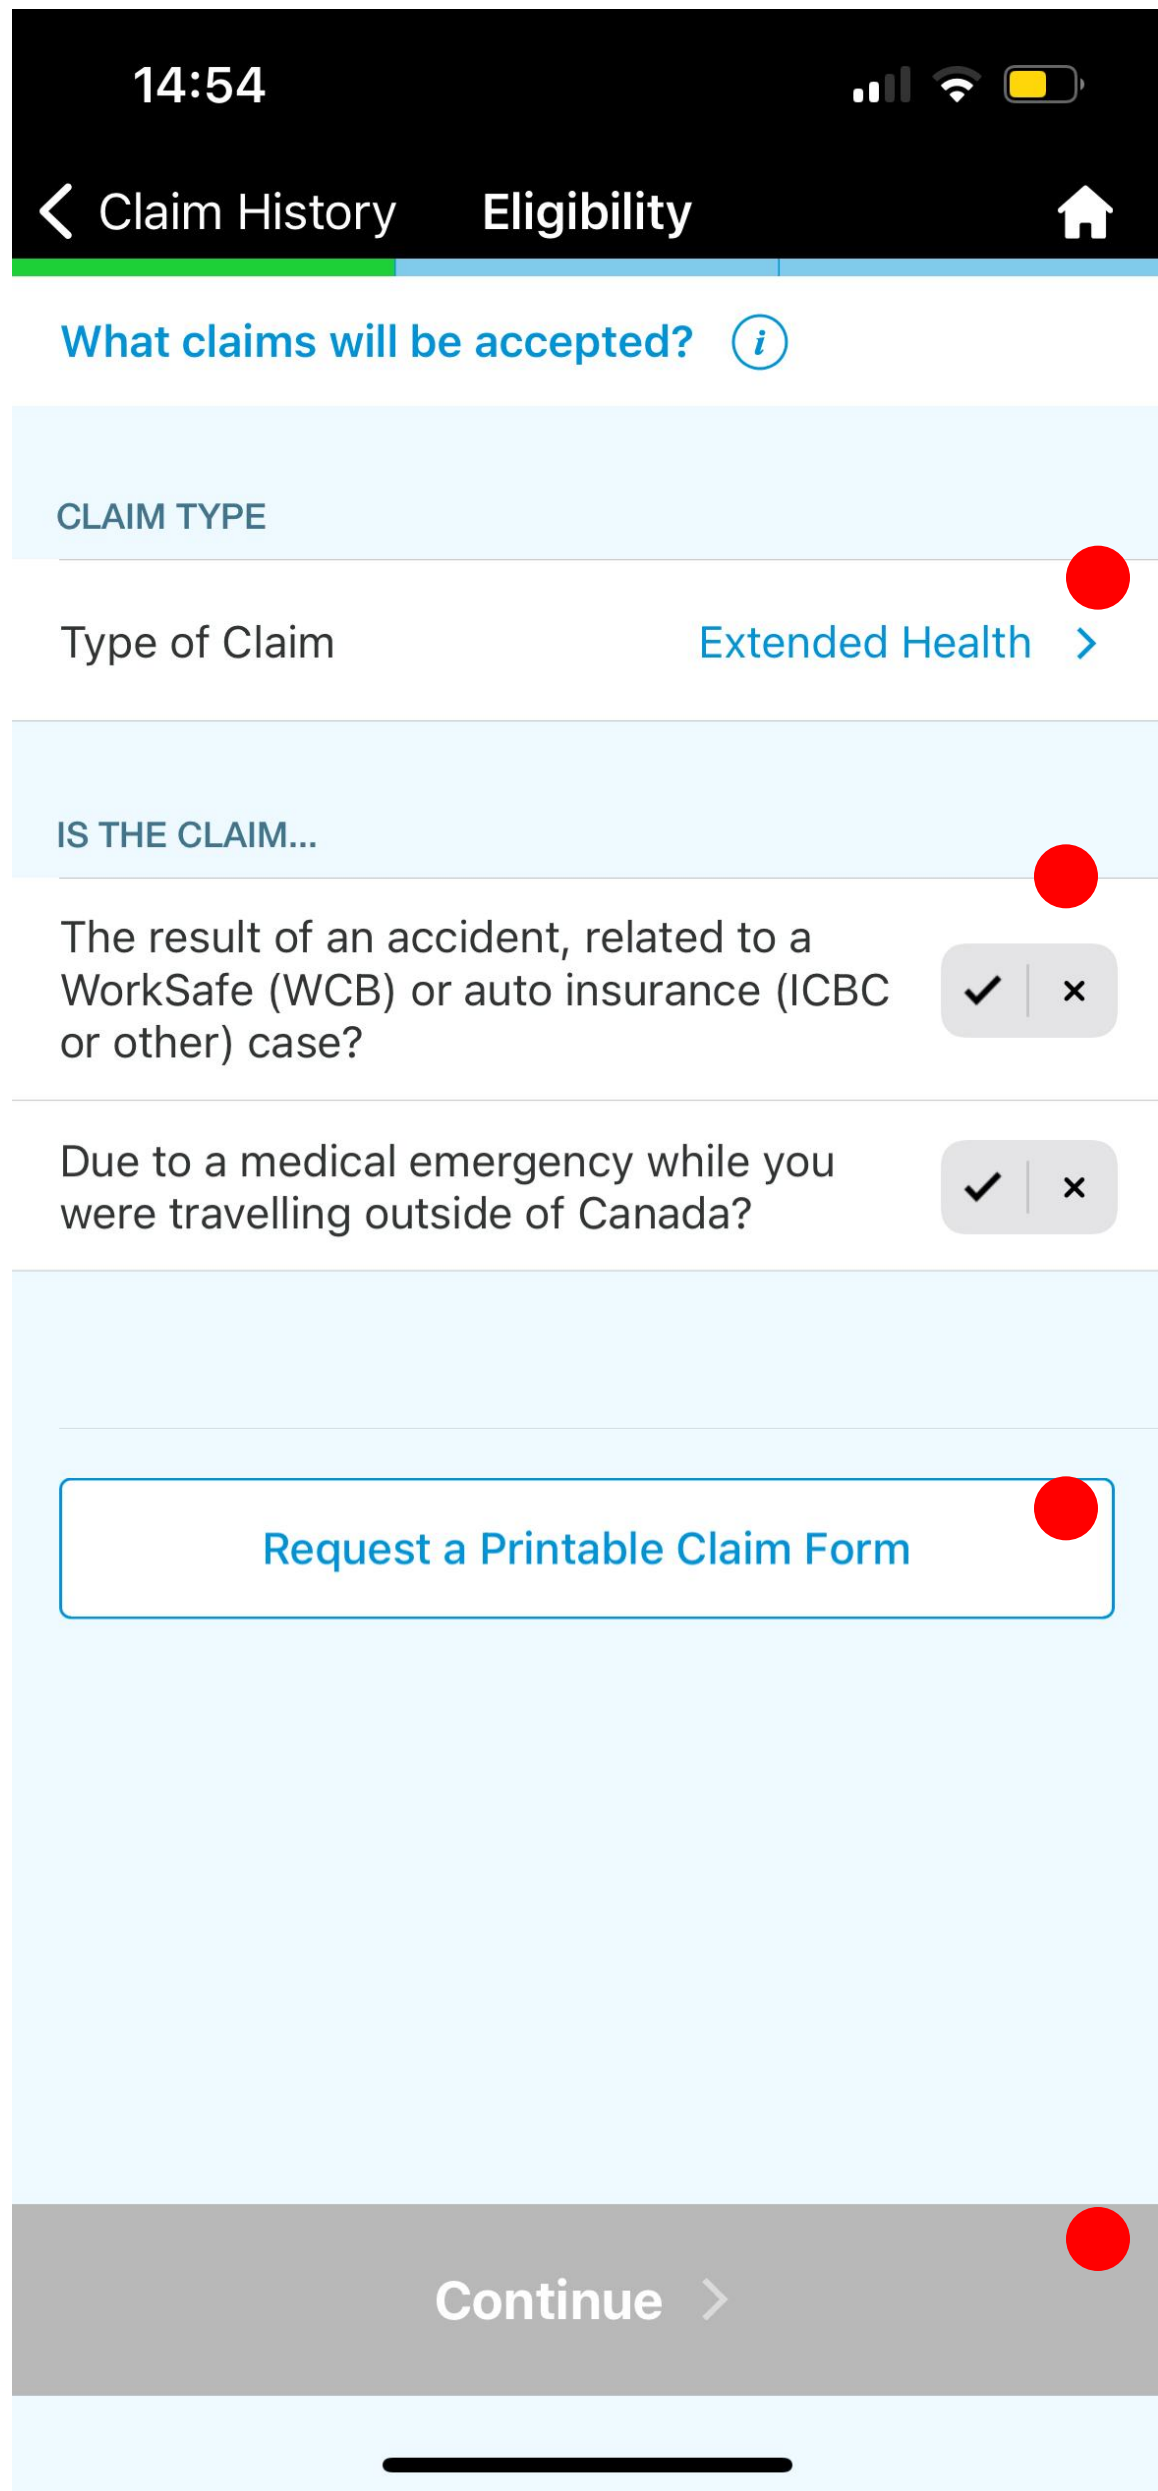 14:54
Claim History Eligibility
What claims will be accepted? i
CLAIM TYPE
Type of Claim Extended Health
IS THE CLAIM...
The result of an accident, related to a
WorkSafe (WCB) or auto insurance (ICBC
or other) case?
Due to a medical emergency while you
were travelling outside of Canada?
Request a Printable Claim Form
Continue